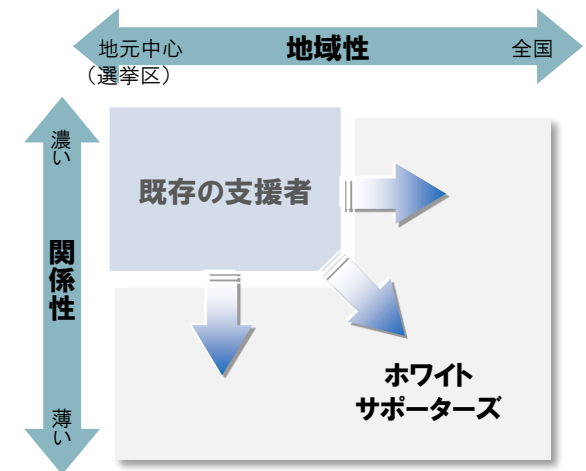 地域性
地元中心
（選挙区）
全国
濃い
関係性
薄い
既存の支援者
ホワイト
サポーターズ